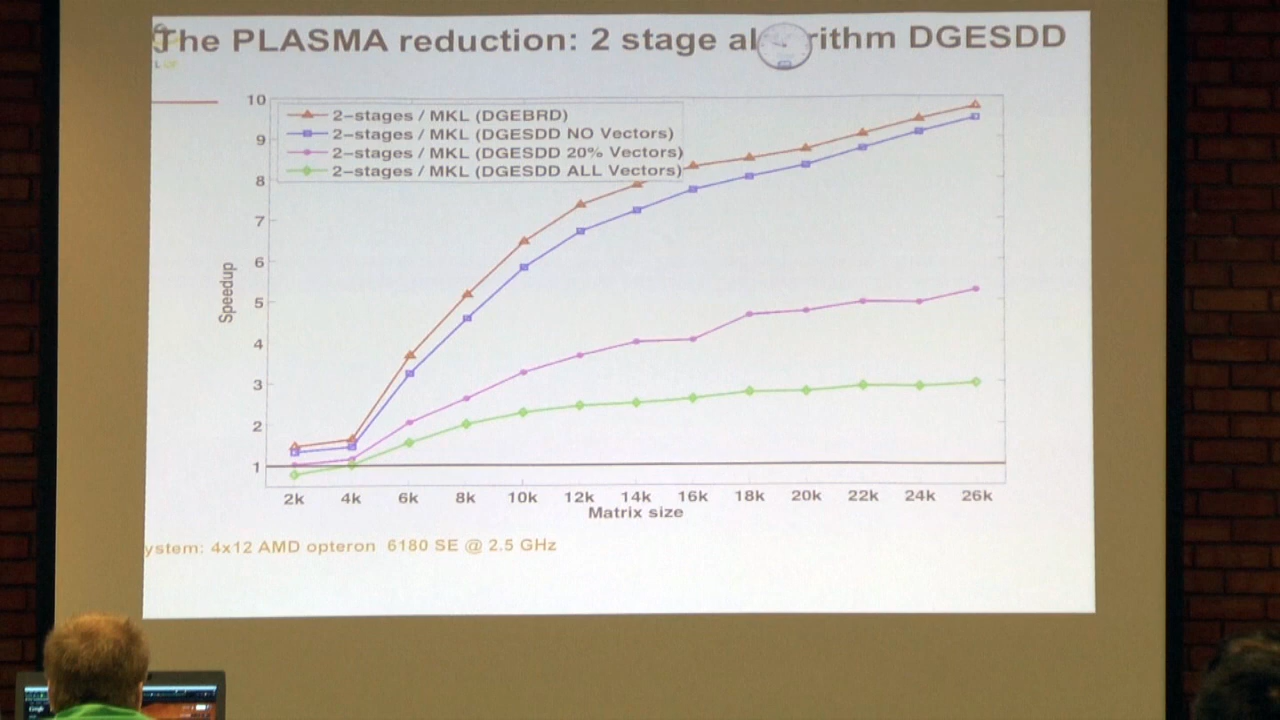 The PLASMA reduction: 2 stage al rithm DGESDD
10
9
8
7
6
5
4
3
2
1
Speedup
2-stages / MKL (DGEBRD)
2-stages / MKL (DGESDD NO Vectors)
2-stages / MKL (DGESDD 20% Vectors)
2-stages / MKL (DGESDD ALL Vectors)
2k 4k 6k 8k 10k 12k 14k 16k 18k 20k 22k 24k 26k
Matrix size
ystem: 4x12 AMD opteron 6180 SE @ 2.5 GHz
Google